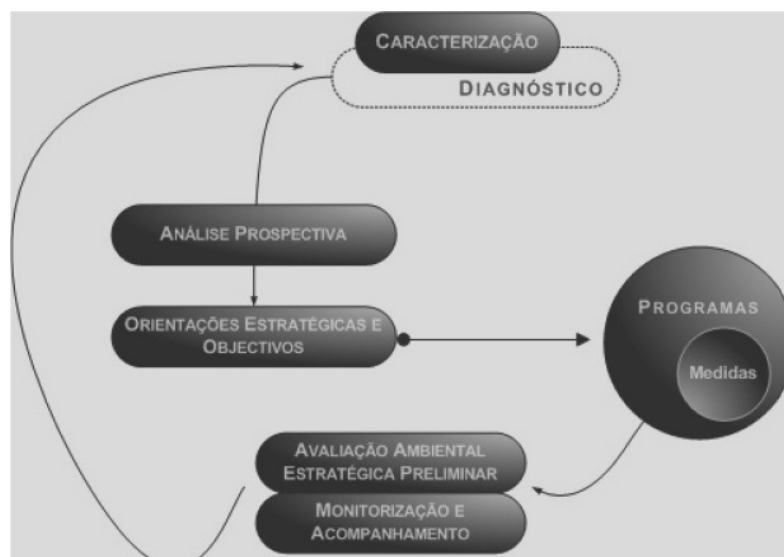 CARACTERIZAÇÃO
DIAGNÓSTICO
ANÁLISE PROSPECTIVA
ORIENTAÇÕES ESTRATÉGICAS E
OBJECTIVOS
PROGRAMAS
Medidas
AVALIAÇÃO AMBIENTAL
ESTRATÉGICA PRELIMINAR
MONITORIZAÇÃO E
ACOMPANHAMENTO